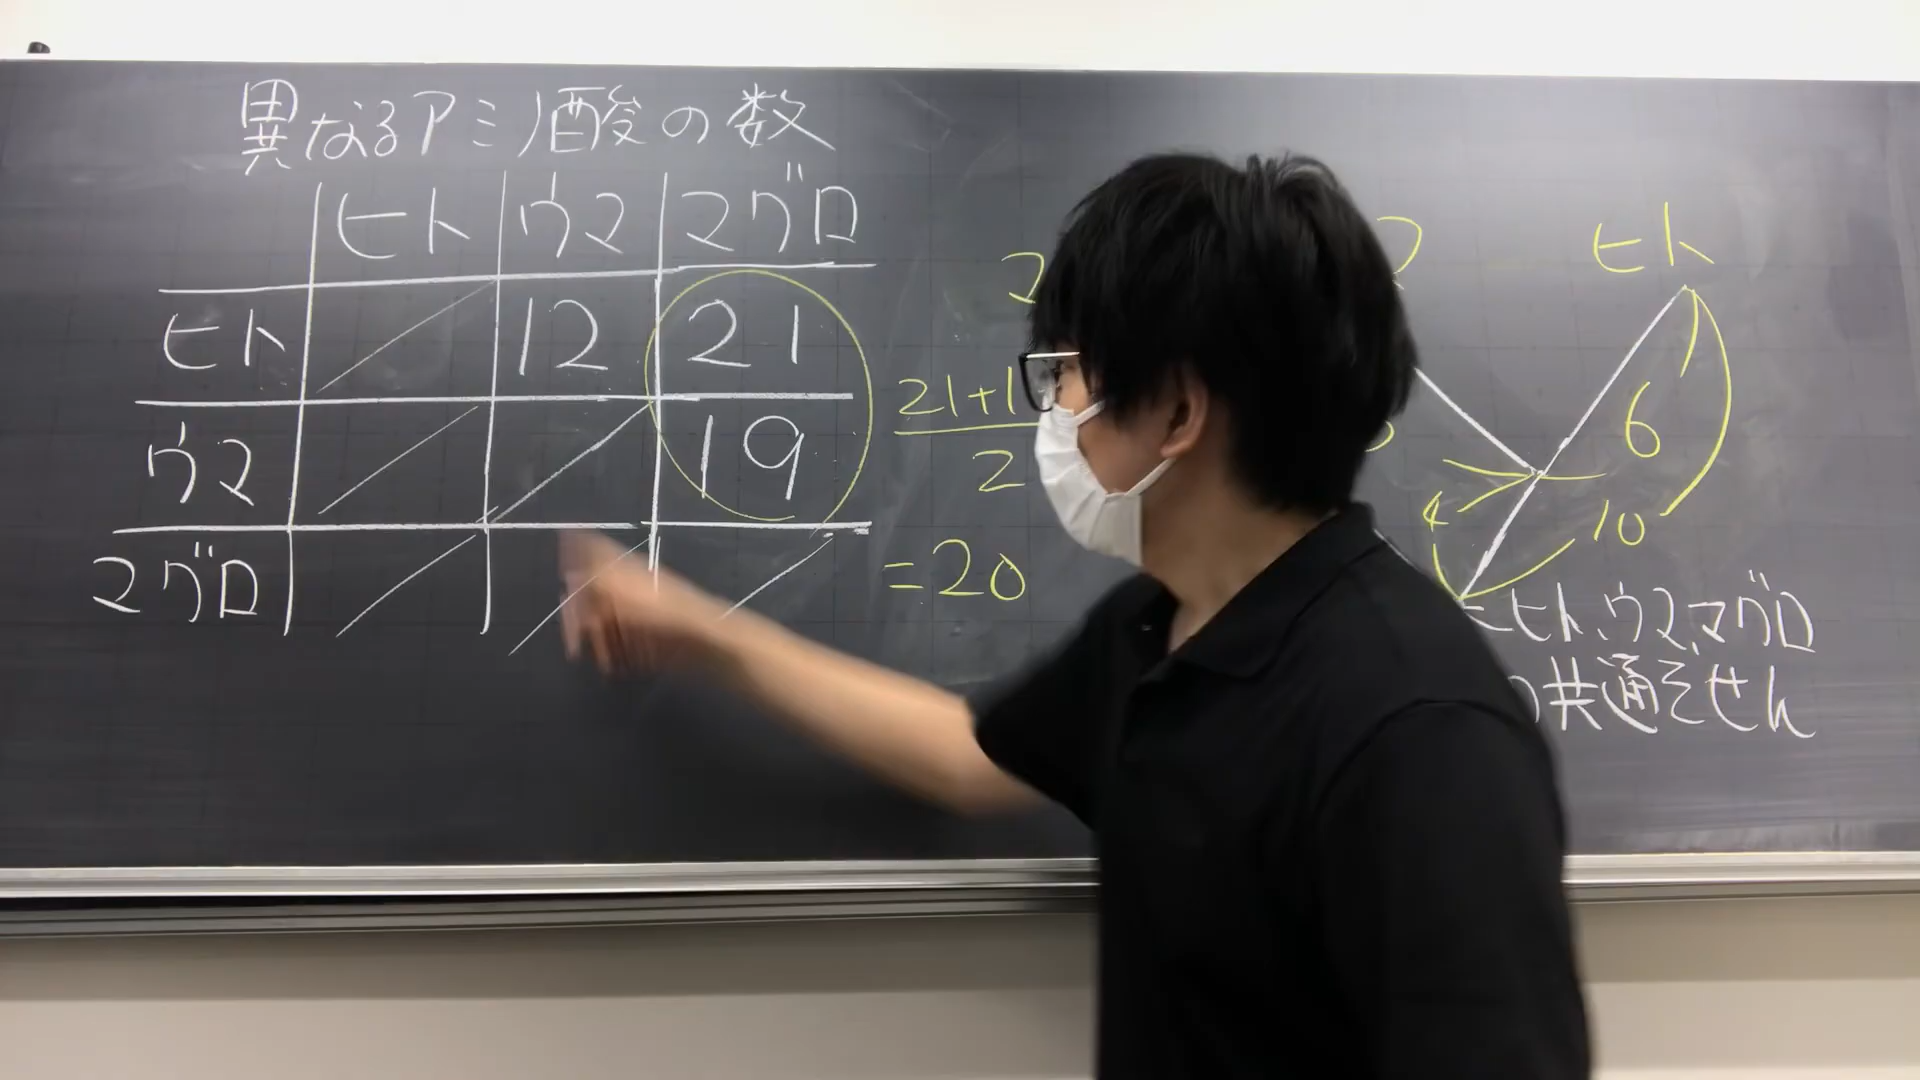 異なるアミノ酸の数
ヒト ウマ マグロ
ヒト 12 21
ウマ 19
マグロ
マ
ヒト
21+1
2
=20
6
4
10
ヒト、ウマ、マグロ
の共通そせん